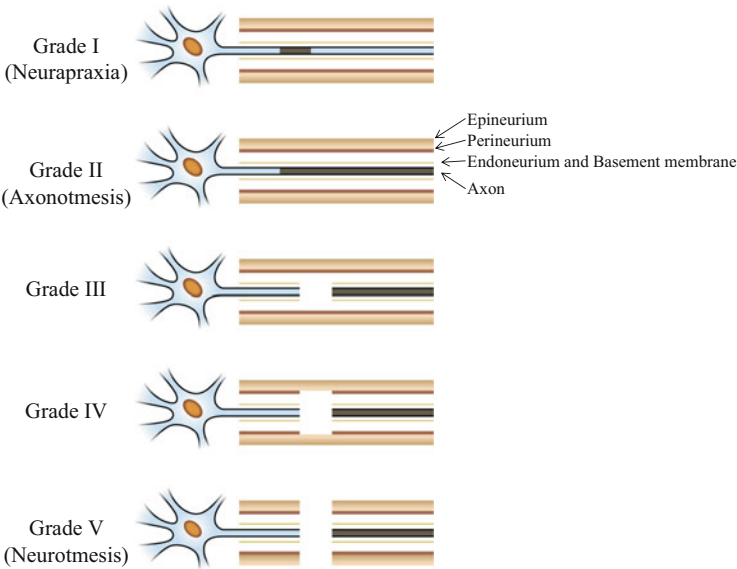 Grade I
(Neurapraxia)
Epineurium
Perineurium
Endoneurium and Basement membrane
Axon
Grade II
(Axonotmesis)
Grade III
Grade IV
Grade V
(Neurotmesis)